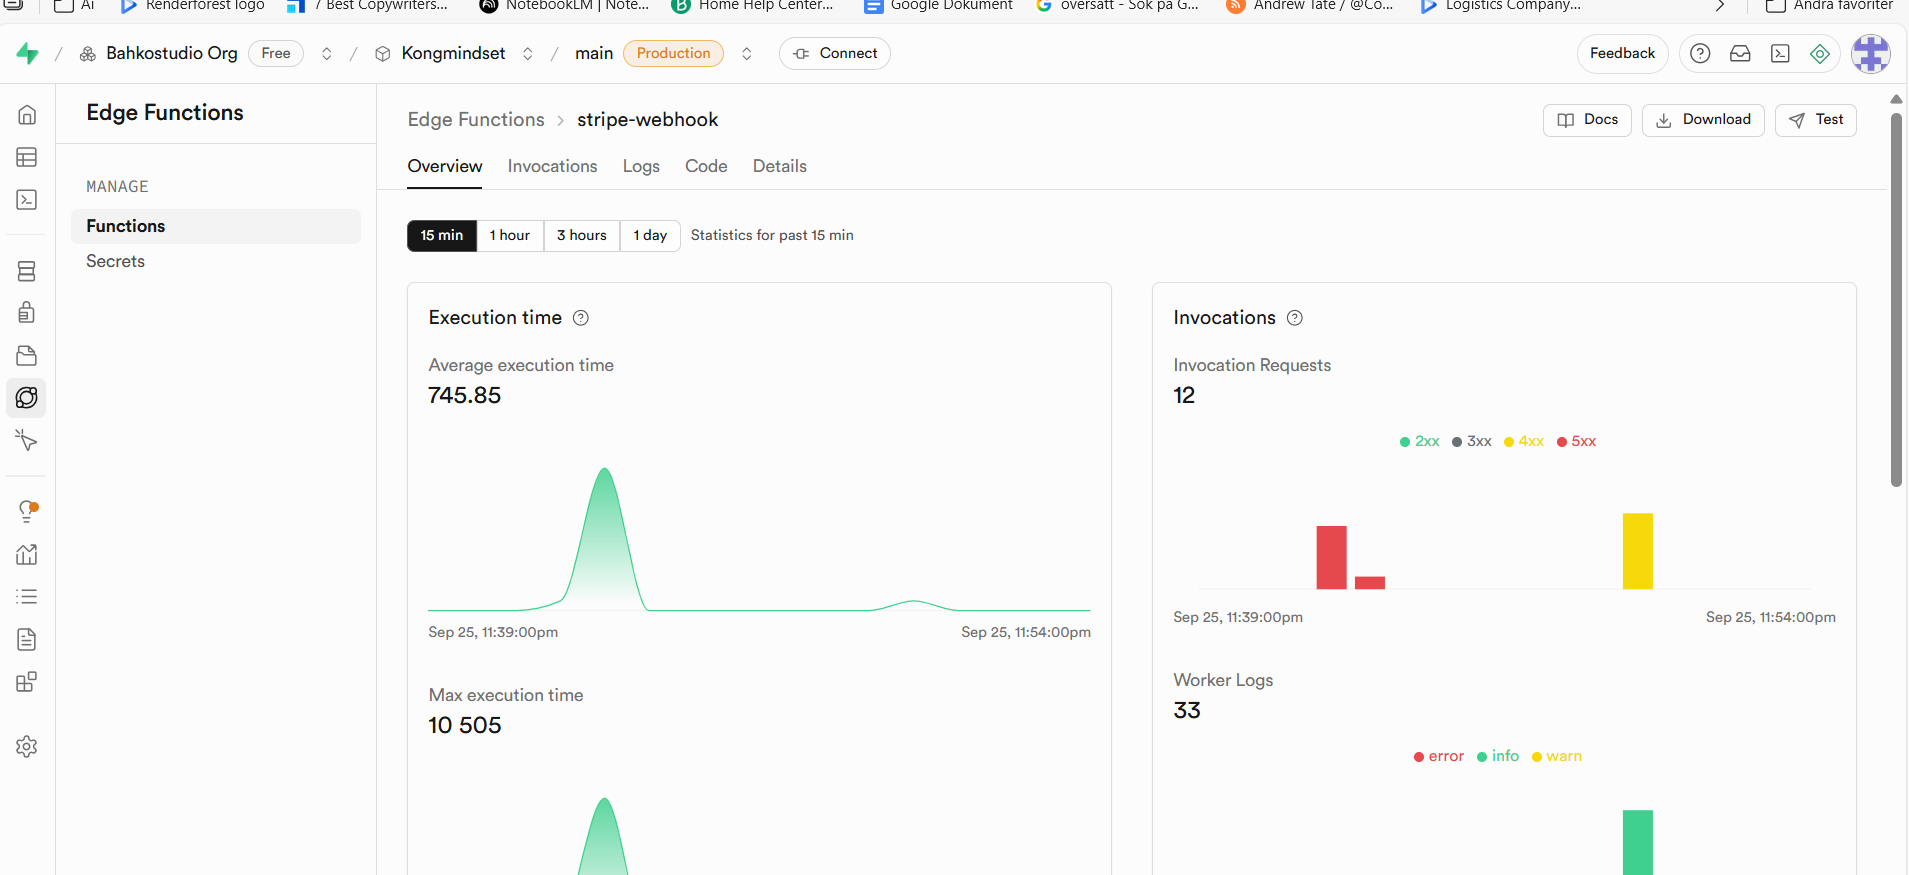 Ai
Renderforest logo
7 Best Copywriters...
NotebookLM | Note...
Home Help Center...
Google Dokument
översätt - Sök på G...
Andrew Tate / @Co...
Logistics Company,...
Andra favoriter
/ Bahkostudio Org Free / Kongmindset / main Production Connect
Feedback
Edge Functions
MANAGE
Functions
Secrets
Edge Functions > stripe-webhook
Docs
Download
Test
Overview Invocations Logs Code Details
15 min 1 hour 3 hours 1 day Statistics for past 15 min
Execution time
Average execution time
745.85
Sep 25, 11:39:00pm Sep 25, 11:54:00pm
Max execution time
10 505
Invocations
Invocation Requests
12
2xx 3xx 4xx 5xx
Sep 25, 11:39:00pm Sep 25, 11:54:00pm
Worker Logs
33
error info warn